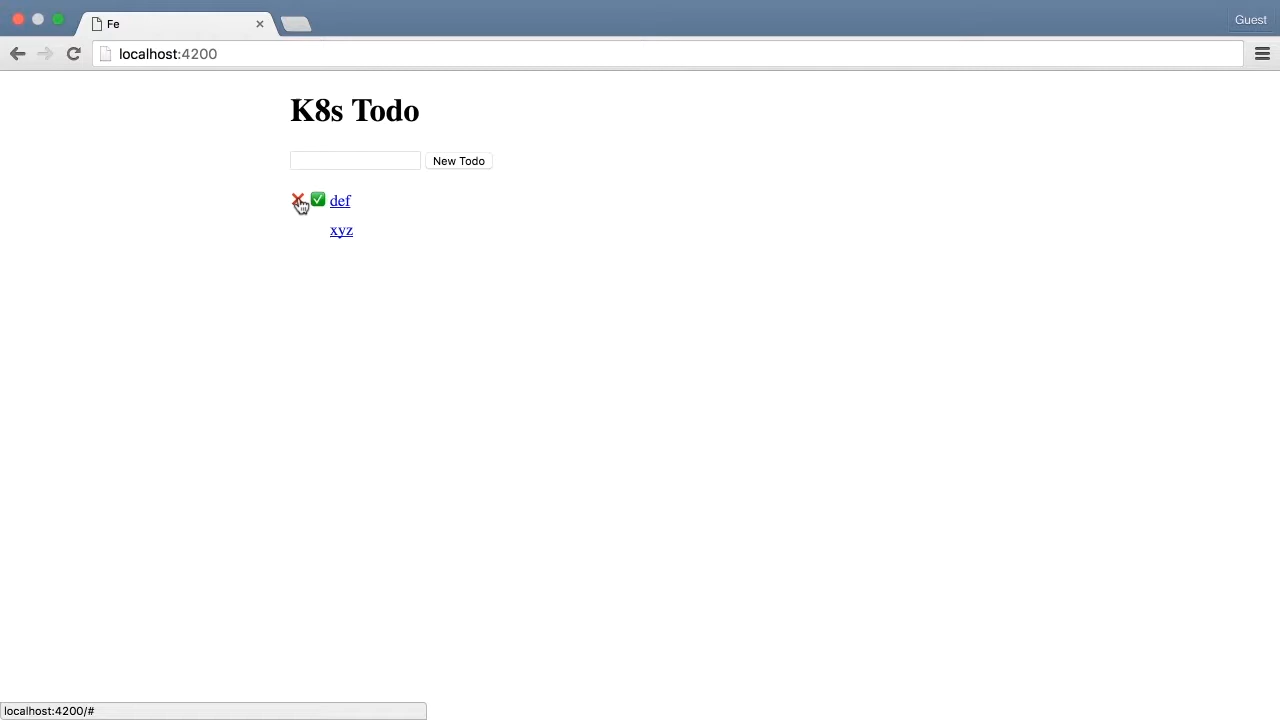 Fe
Guest
localhost:4200
K8s Todo
New Todo
def
xyz
localhost:4200/#